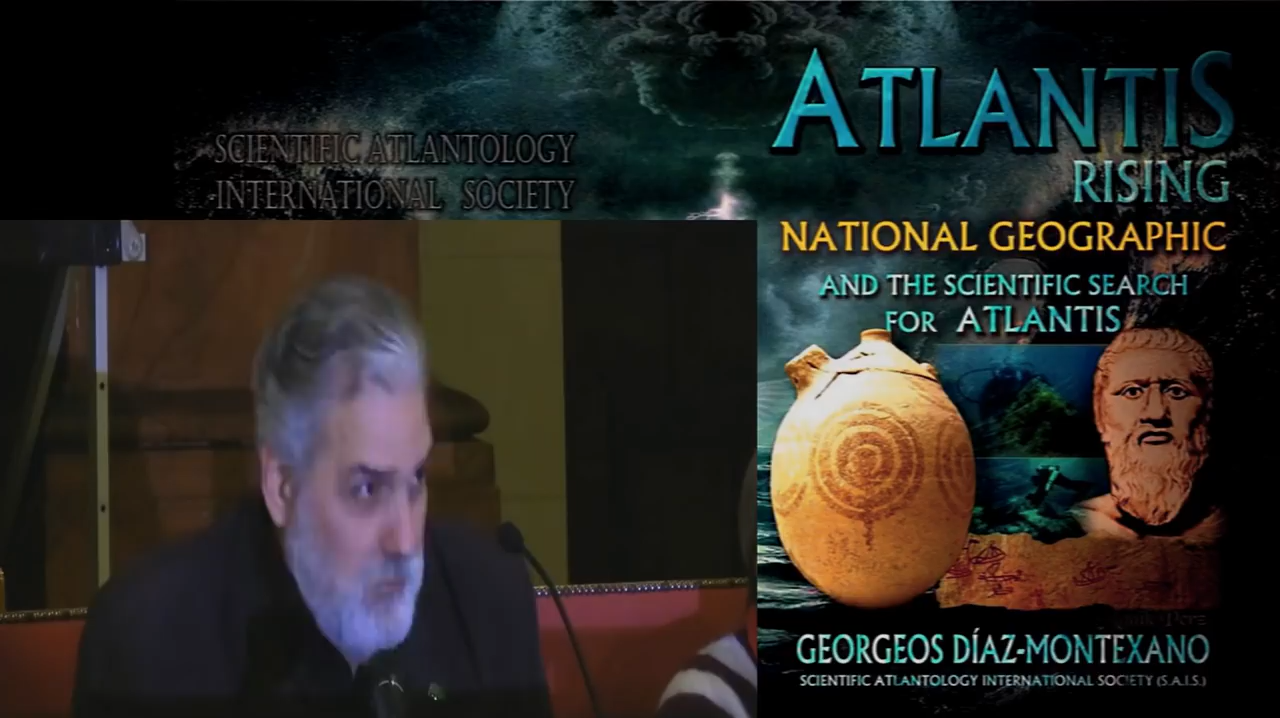 SCIENTIFIC ATLANTOLOGY
INTERNATIONAL SOCIETY
ATLANTIS
RISING
NATIONAL GEOGRAPHIC
AND THE SCIENTIFIC SEARCH
FOR ATLANTIS
GEORGEOS DÍAZ-MONTEXANO
SCIENTIFIC ATLANTOLOGY INTERNATIONAL SOCIETY (S.A.I.S.)